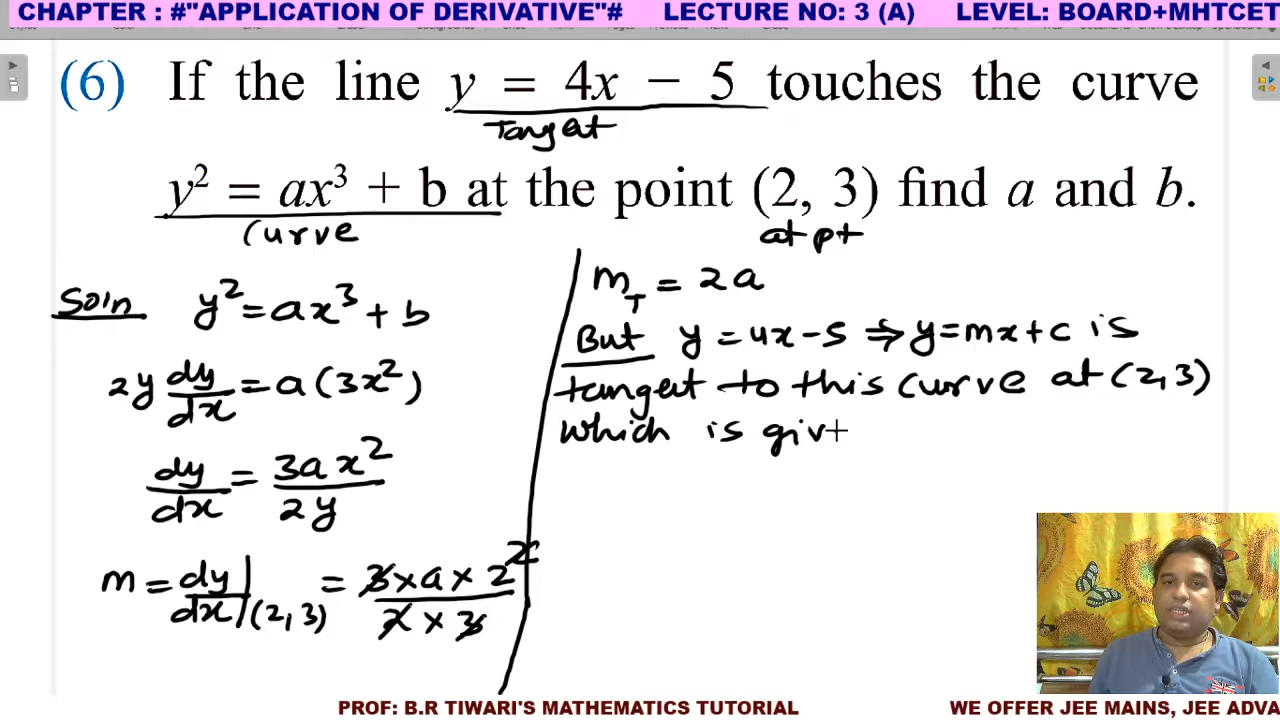 CHAPTER : #"APPLICATION OF DERIVATIVE"# LECTURE NO: 3 (A) LEVEL: BOARD+MHTCET
(6) If the line y = 4x − 5 touches the curve
Tangat
y² = ax³ + b at the point (2, 3) find a and b.
Curve at pt
Soln y² = ax³ + b
2y dy/dx = a(3x²)
dy/dx = 3ax²/2y
m = dy/dx|(2,3) = 3×a×2²/2×3
m_T = 2a
But y = 4x-5 ⇒ y=mx+c is
tangent to this curve at (2,3)
which is giv
PROF: B.R TIWARI'S MATHEMATICS TUTORIAL WE OFFER JEE MAINS, JEE ADVA